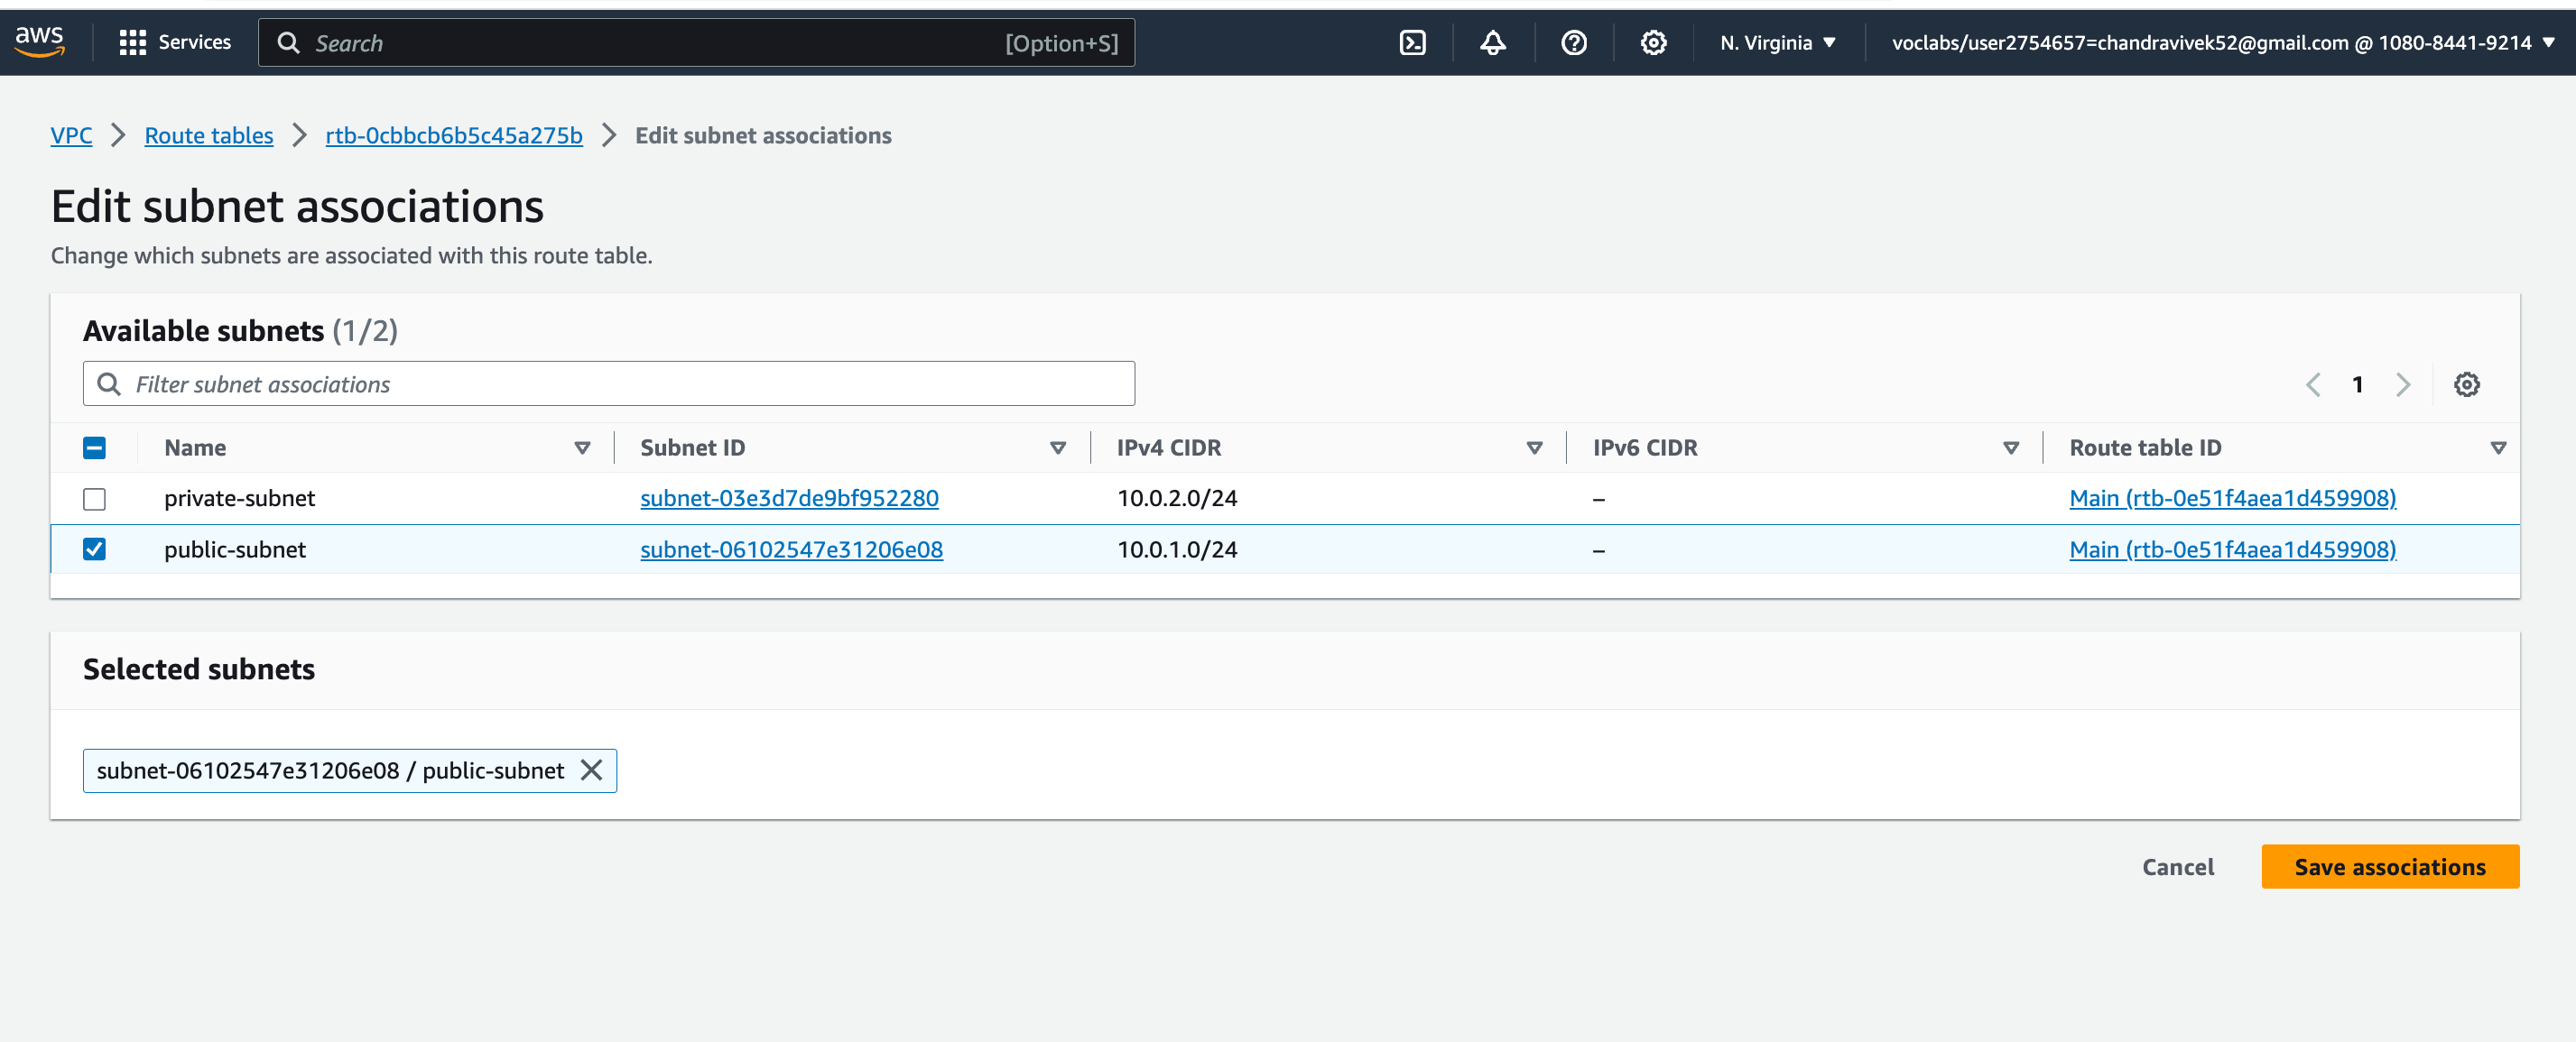 aws Services Search [Option+S] N. Virginia voclabs/user2754657=chandravivek52@gmail.com @ 1080-8441-9214
VPC Route tables rtb-0cbbcb6b5c45a275b Edit subnet associations
Edit subnet associations
Change which subnets are associated with this route table.
Available subnets (1/2)
Filter subnet associations 1
Name Subnet ID IPv4 CIDR IPv6 CIDR Route table ID
private-subnet subnet-03e3d7de9bf952280 10.0.2.0/24 – Main (rtb-0e51f4aea1d459908)
public-subnet subnet-06102547e31206e08 10.0.1.0/24 – Main (rtb-0e51f4aea1d459908)
Selected subnets
subnet-06102547e31206e08 / public-subnet
Cancel Save associations